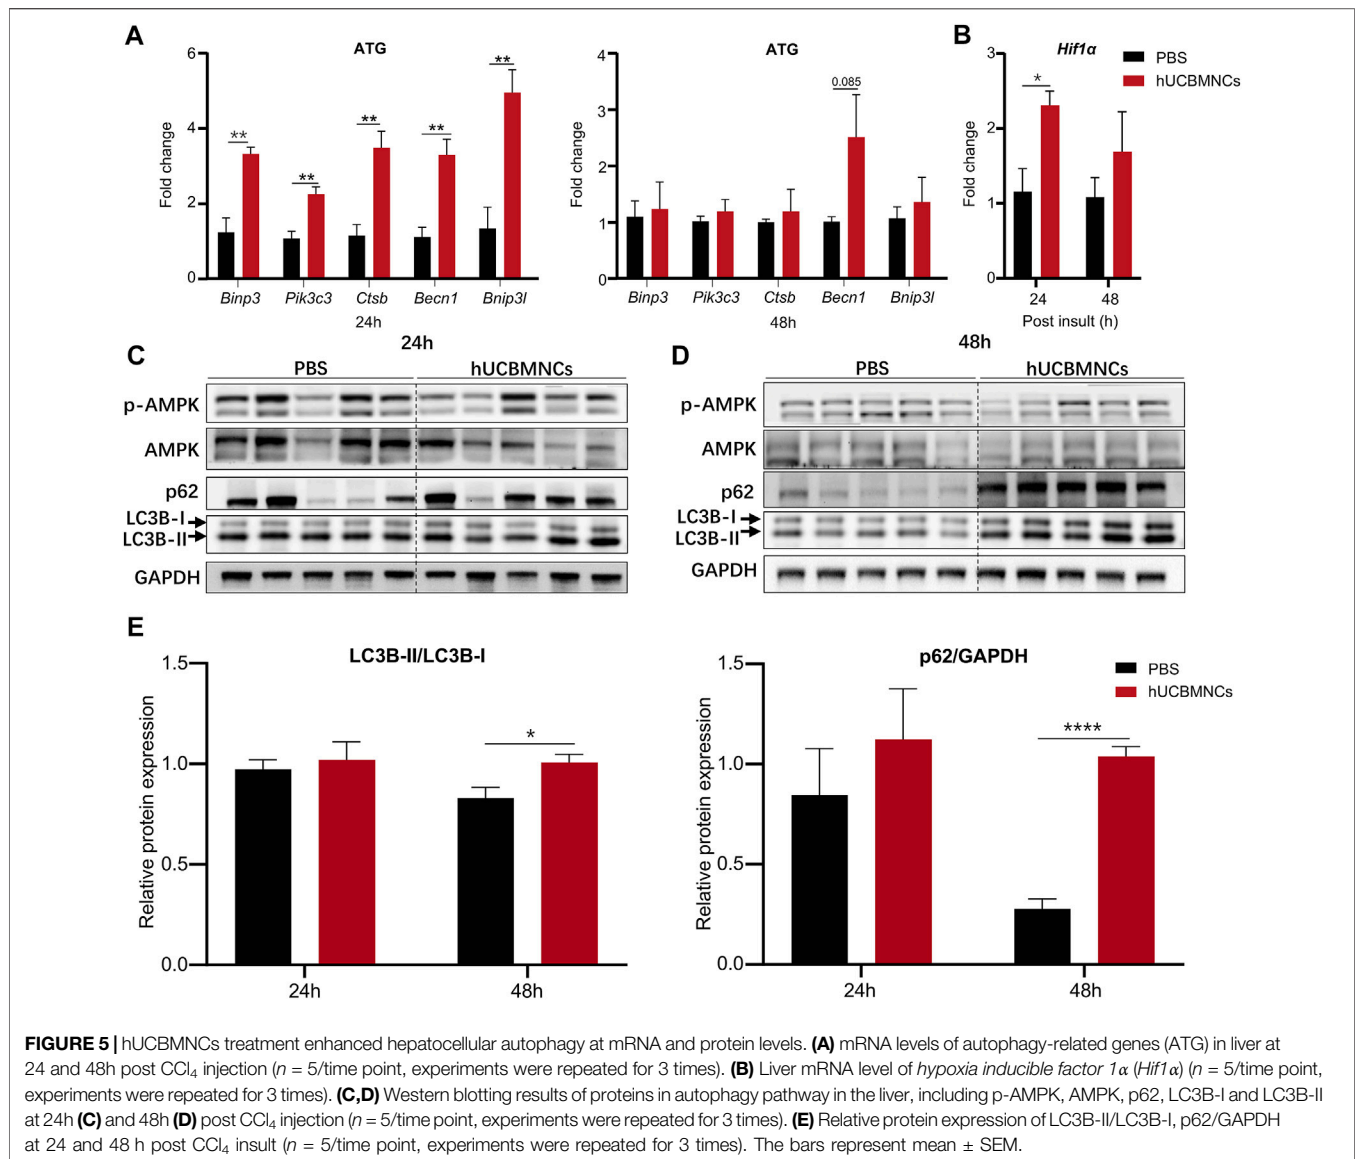 A
ATG
ATG
B
Hif1α
PBS
hUCBMNCs
Fold change
6
4
2
0
**
**
**
**
**
Binp3 Pik3c3 Ctsb Becn1 Bnip3l
24h
Fold change
4
3
2
1
0
0.085
Binp3 Pik3c3 Ctsb Becn1 Bnip3l
48h
Fold change
3
2
1
0
*
24 48
Post insult (h)
C
24h
PBS hUCBMNCs
p-AMPK
AMPK
p62
LC3B-I
LC3B-II
GAPDH
D
48h
PBS hUCBMNCs
p-AMPK
AMPK
p62
LC3B-I
LC3B-II
GAPDH
E
LC3B-II/LC3B-I
Relative protein expression
1.5
1.0
0.5
0.0
*
24h 48h
p62/GAPDH
PBS
hUCBMNCs
Relative protein expression
1.5
1.0
0.5
0.0
****
24h 48h
FIGURE 5 | hUCBMNCs treatment enhanced hepatocellular autophagy at mRNA and protein levels. (A) mRNA levels of autophagy-related genes (ATG) in liver at
24 and 48h post CCl₄ injection (n = 5/time point, experiments were repeated for 3 times). (B) Liver mRNA level of hypoxia inducible factor 1α (Hif1α) (n = 5/time point,
experiments were repeated for 3 times). (C,D) Western blotting results of proteins in autophagy pathway in the liver, including p-AMPK, AMPK, p62, LC3B-I and LC3B-II
at 24h (C) and 48h (D) post CCl₄ injection (n = 5/time point, experiments were repeated for 3 times). (E) Relative protein expression of LC3B-II/LC3B-I, p62/GAPDH
at 24 and 48 h post CCl₄ insult (n = 5/time point, experiments were repeated for 3 times). The bars represent mean ± SEM.